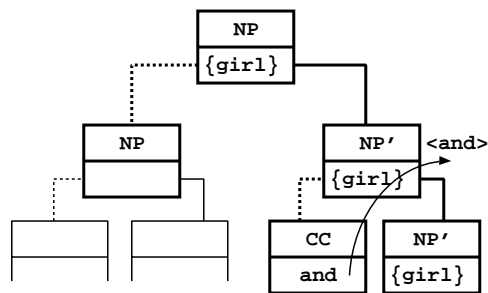 NP
{girl}
NP
NP' <and>
{girl}
CC
and
NP'
{girl}